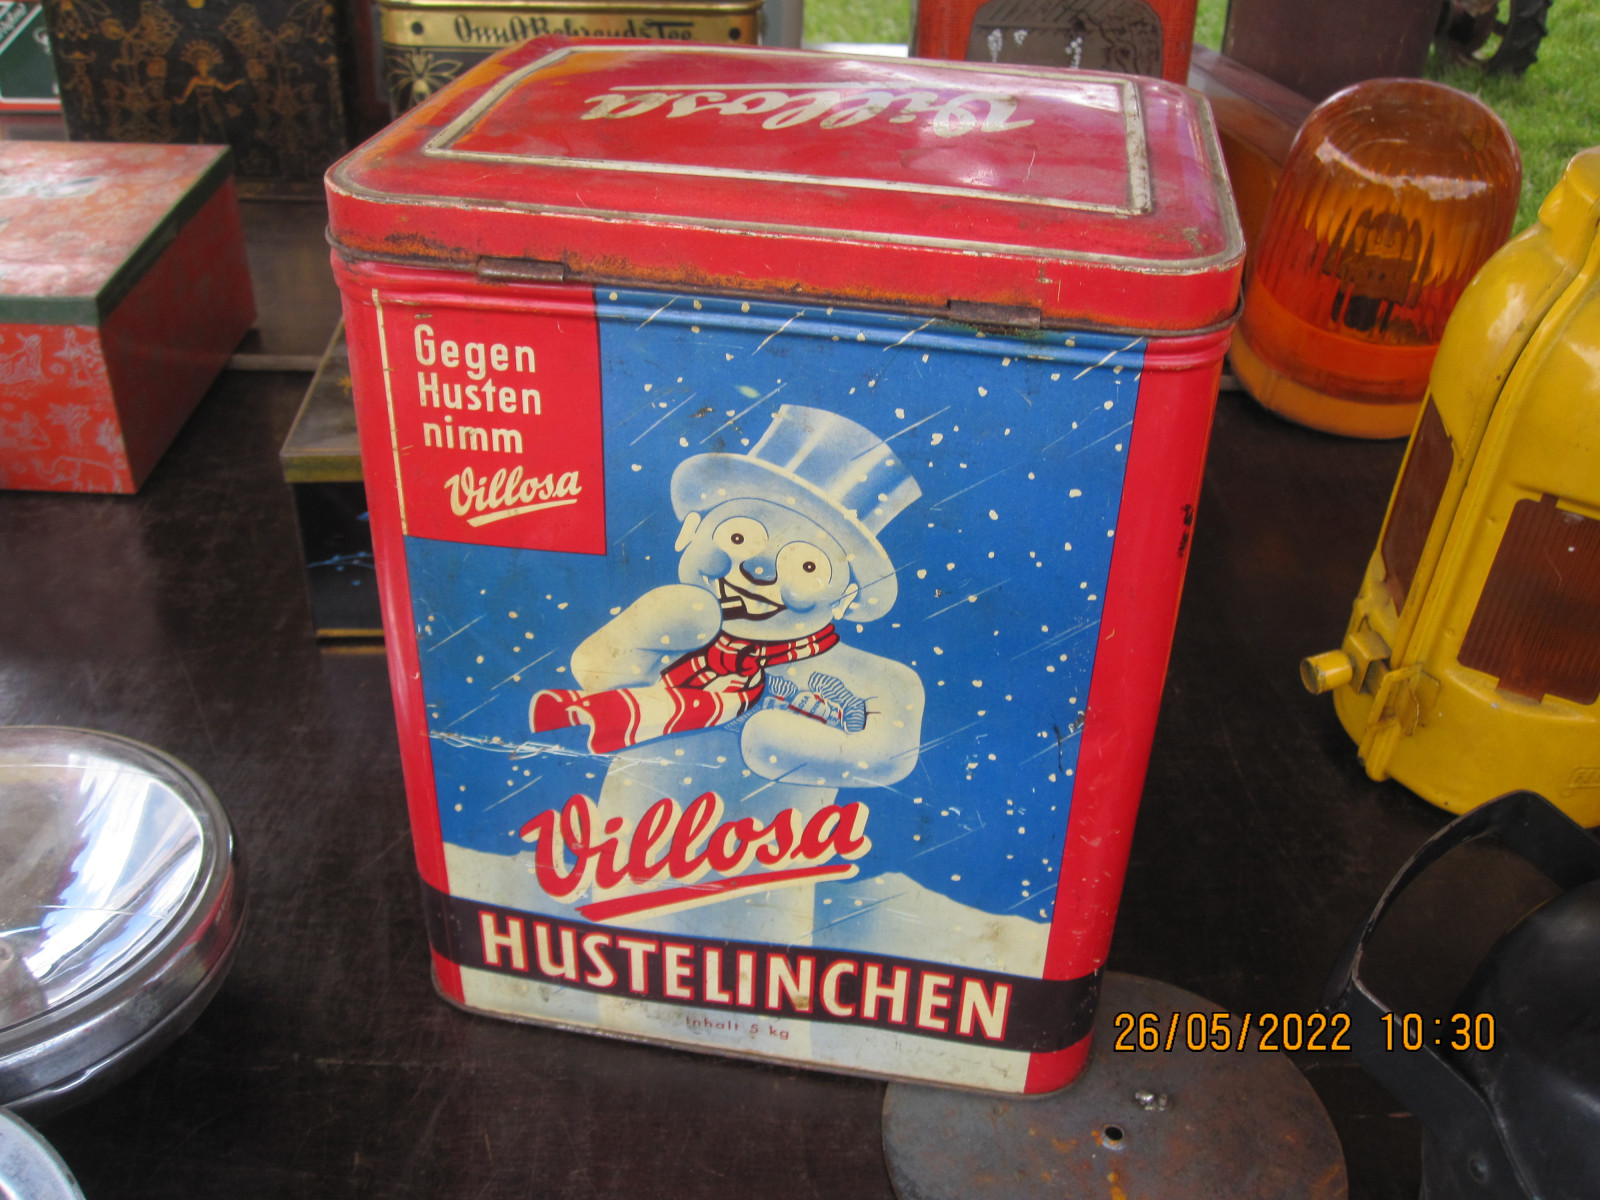 Villosa
Gegen
Husten
nimm
Villosa
Villosa
HUSTELINCHEN
Inhalt 5 kg
26/05/2022 10:30